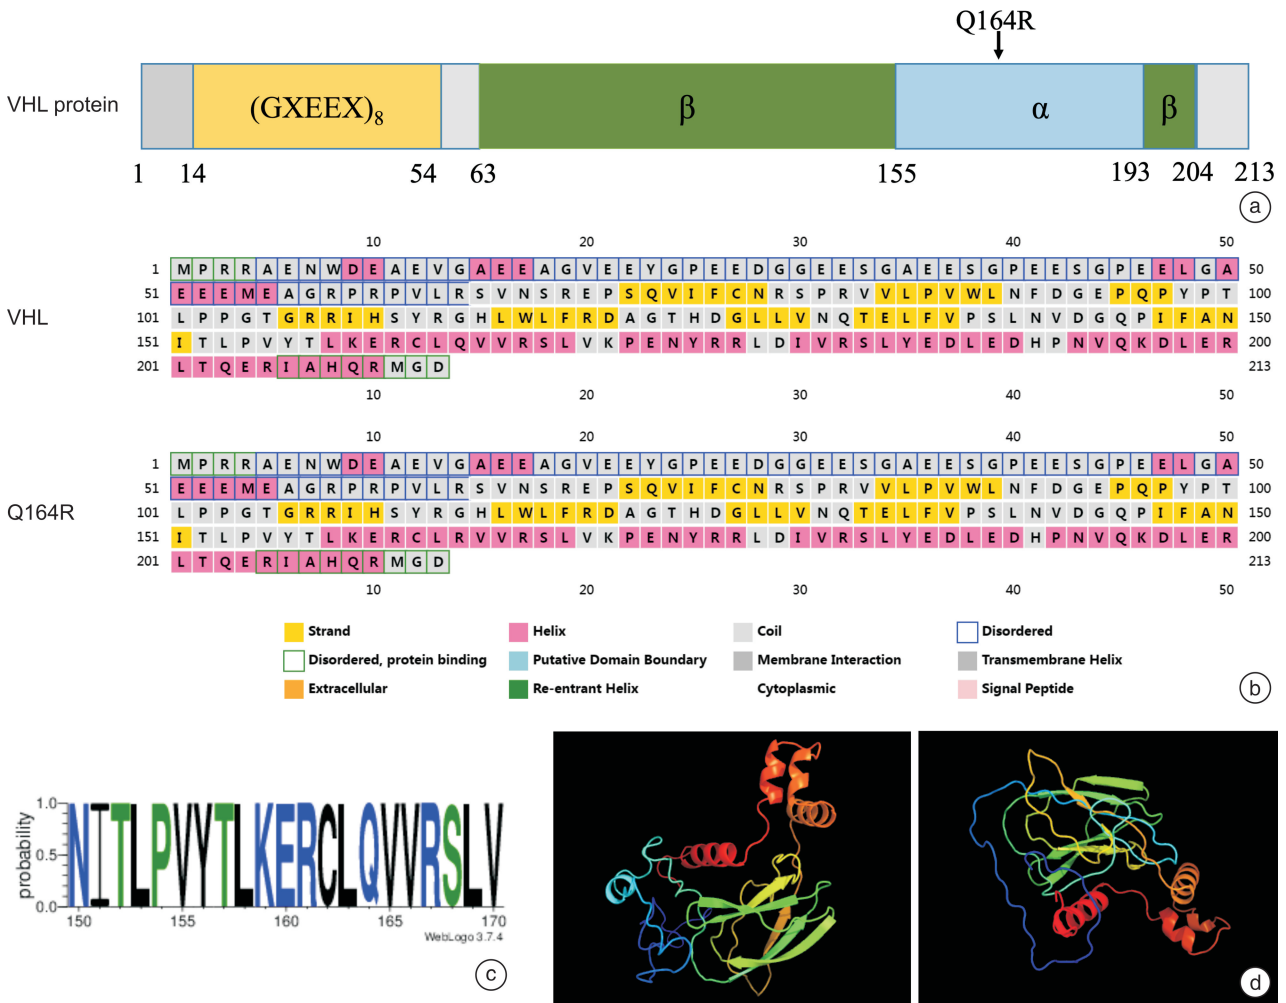 Q164R
VHL protein
(GXEEX)8
β
α
β
1 14 54 63 155 193 204 213
a
10 20 30 40 50
1 M P R R A E N W D E A E V G A E E A G V E E Y G P E E D G G E E S G A E E S G P E E S G P E E L G A 50
51 E E E M E A G R P R P V L R S V N S R E P S Q V I F C N R S P R V V L P V W L N F D G E P Q P Y P T 100
VHL
101 L P P G T G R R I H S Y R G H L W L F R D A G T H D G L L V N Q T E L F V P S L N V D G Q P I F A N 150
151 I T L P V Y T L K E R C L Q V V R S L V K P E N Y R R L D I V R S L Y E D L E D H P N V Q K D L E R 200
201 L T Q E R I A H Q R M G D 213
10 20 30 40 50
10 20 30 40 50
1 M P R R A E N W D E A E V G A E E A G V E E Y G P E E D G G E E S G A E E S G P E E S G P E E L G A 50
51 E E E M E A G R P R P V L R S V N S R E P S Q V I F C N R S P R V V L P V W L N F D G E P Q P Y P T 100
Q164R
101 L P P G T G R R I H S Y R G H L W L F R D A G T H D G L L V N Q T E L F V P S L N V D G Q P I F A N 150
151 I T L P V Y T L K E R C L R V V R S L V K P E N Y R R L D I V R S L Y E D L E D H P N V Q K D L E R 200
201 L T Q E R I A H Q R M G D 213
10 20 30 40 50
Strand Helix Coil Disordered
Disordered, protein binding Putative Domain Boundary Membrane Interaction Transmembrane Helix
Extracellular Re-entrant Helix Cytoplasmic Signal Peptide
b
probability
1.0
0.5
0.0
NITLPVYTLKERCLQVVRSLV
150 155 160 165 170
WebLogo 3.7.4
c
d